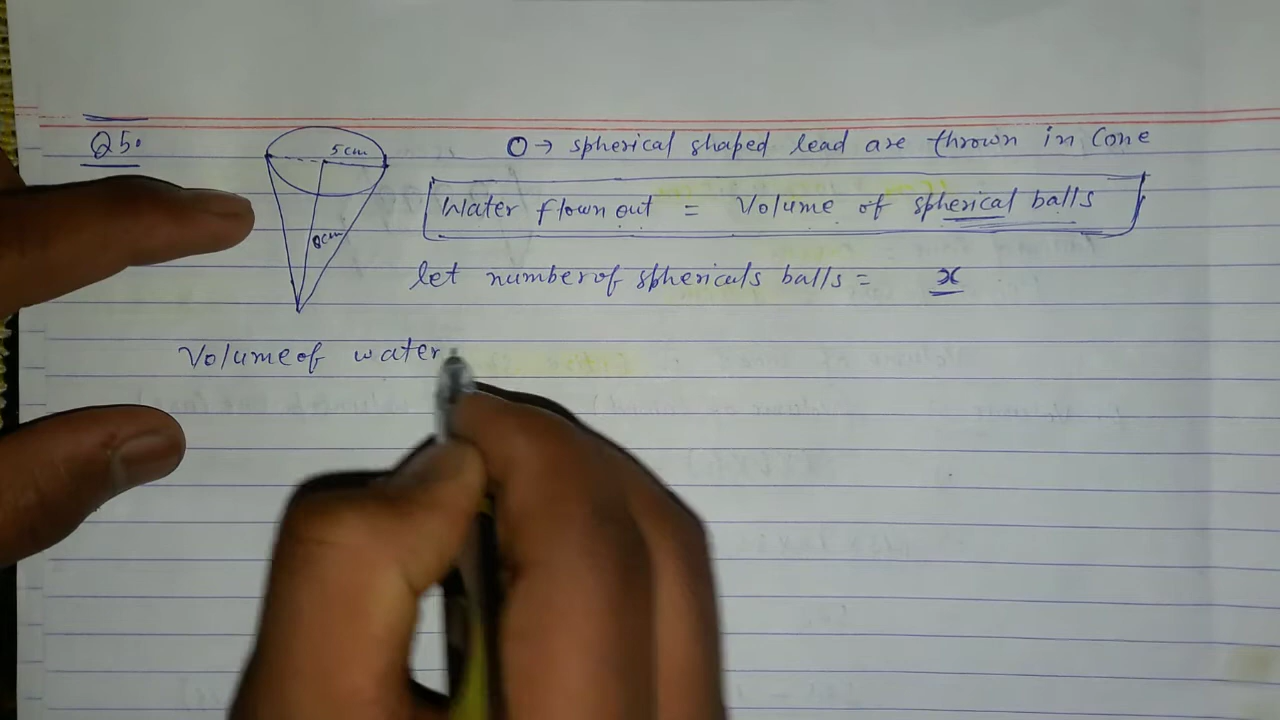 Q5.
5cm
8cm
O → spherical shaped lead are thrown in cone
Water flown out = Volume of spherical balls
let number of sphericals balls = x
Volume of water